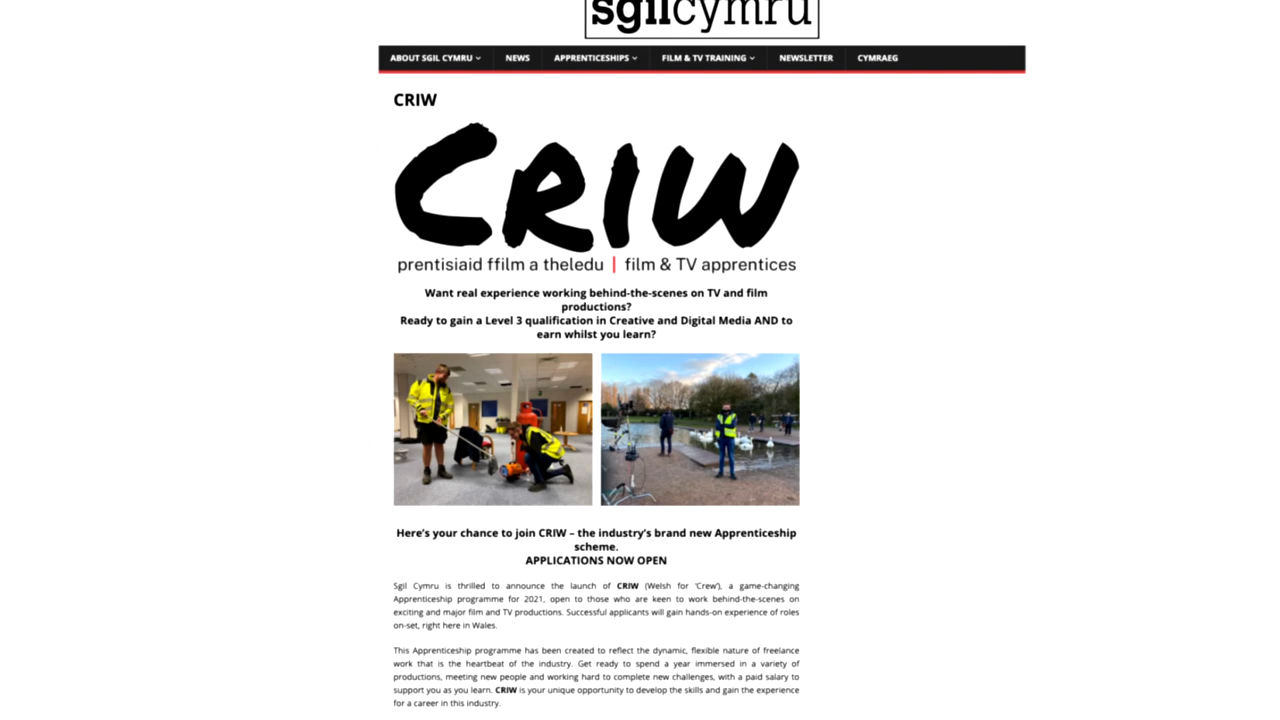 sgilcymru
ABOUT SGIL CYMRU NEWS APPRENTICESHIPS FILM & TV TRAINING NEWSLETTER CYMRAEG
CRIW
CRIW
prentisiaid ffilm a theledu | film & TV apprentices
Want real experience working behind-the-scenes on TV and film
productions?
Ready to gain a Level 3 qualification in Creative and Digital Media AND to
earn whilst you learn?
Here's your chance to join CRIW – the industry's brand new Apprenticeship
scheme.
APPLICATIONS NOW OPEN
Sgil Cymru is thrilled to announce the launch of CRIW (Welsh for 'Crew'), a game-changing
Apprenticeship programme for 2021, open to those who are keen to work behind-the-scenes on
exciting and major film and TV productions. Successful applicants will gain hands-on experience of roles
on-set, right here in Wales.
This Apprenticeship programme has been created to reflect the dynamic, flexible nature of freelance
work that is the heartbeat of the industry. Get ready to spend a year immersed in a variety of
productions, meeting new people and working hard to complete new challenges, with a paid salary to
support you as you learn. CRIW is your unique opportunity to develop the skills and gain the experience
for a career in this industry.